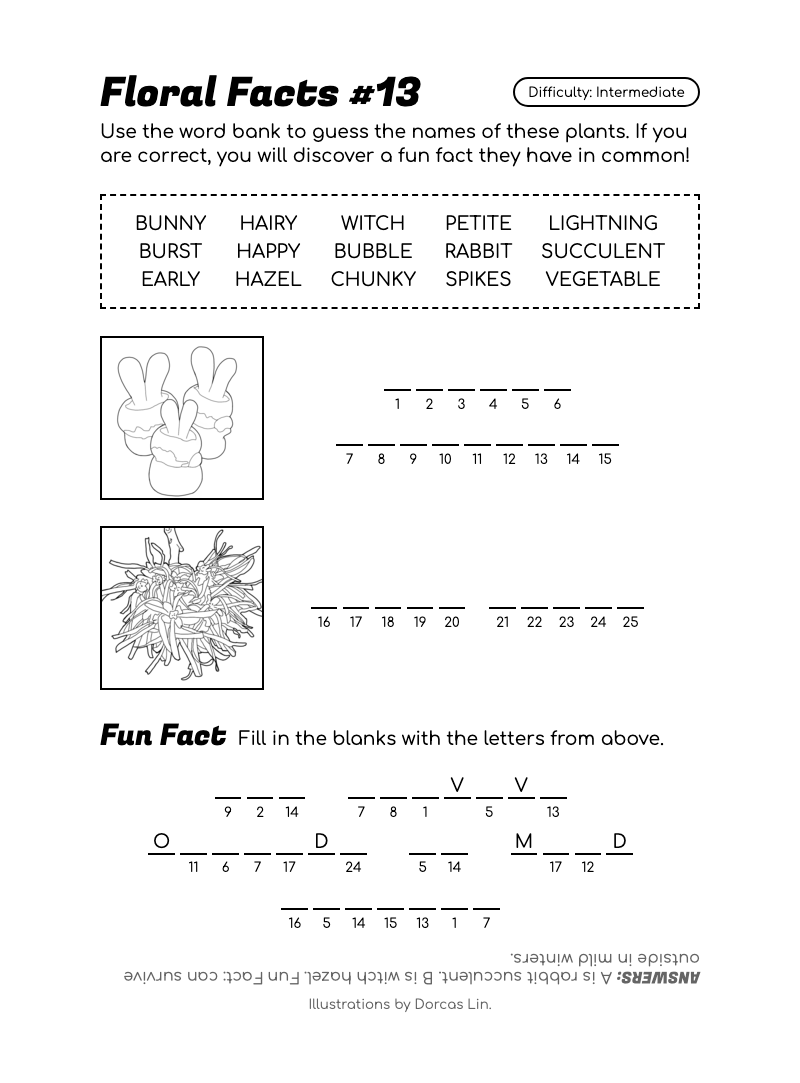 Floral Facts #13
Difficulty: Intermediate
Use the word bank to guess the names of these plants. If you
are correct, you will discover a fun fact they have in common!
BUNNY HAIRY WITCH PETITE LIGHTNING
BURST HAPPY BUBBLE RABBIT SUCCULENT
EARLY HAZEL CHUNKY SPIKES VEGETABLE
1 2 3 4 5 6
7 8 9 10 11 12 13 14 15
16 17 18 19 20 21 22 23 24 25
Fun Fact Fill in the blanks with the letters from above.
V V
9 2 14 7 8 1 5 13
O D M D
11 6 7 17 24 5 14 17 12
16 5 14 15 13 1 7
ANSWERS: A is rabbit succulent. B is witch hazel. Fun Fact: can survive
outside in mild winters.
Illustrations by Dorcas Lin.